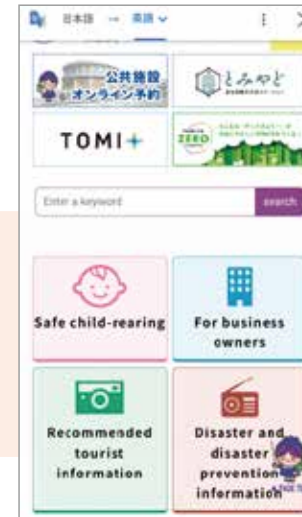 日本語 → 英語
公共施設
オンライン予約
とみやど
TOMI+
ZERO
Enter a keyword
search
Safe child-rearing
For business
owners
Recommended
tourist
information
Disaster and
disaster
prevention
information